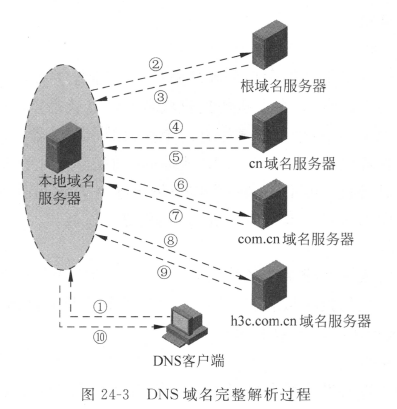 ②
③
根域名服务器
④
⑤
cn域名服务器
本地域名
服务器
⑥
⑦
com.cn域名服务器
⑧
⑨
h3c.com.cn域名服务器
①
⑩
DNS客户端
图 24-3 DNS 域名完整解析过程